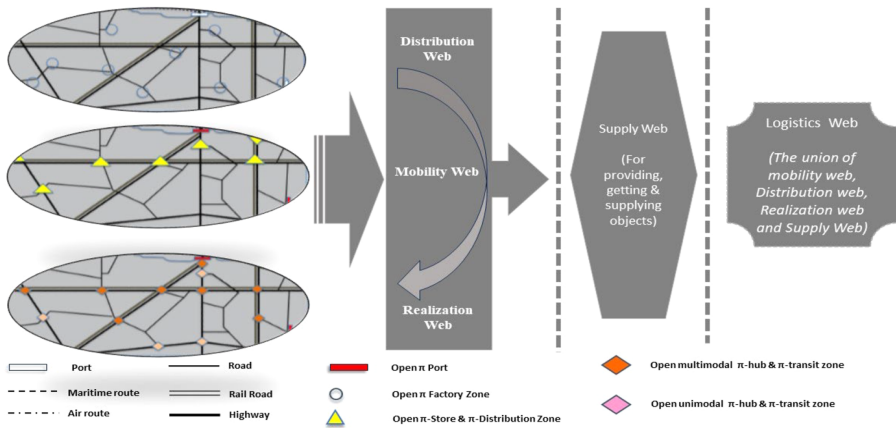 Distribution
Web
Mobility Web
Realization
Web
Supply Web
(For
providing,
getting &
supplying
objects)
Logistics Web
(The union of
mobility web,
Distribution web,
Realization web
and Supply Web)
Port
Maritime route
Air route
Road
Rail Road
Highway
Open π Port
Open π Factory Zone
Open π-Store & π-Distribution Zone
Open multimodal π-hub & π-transit zone
Open unimodal π-hub & π-transit zone